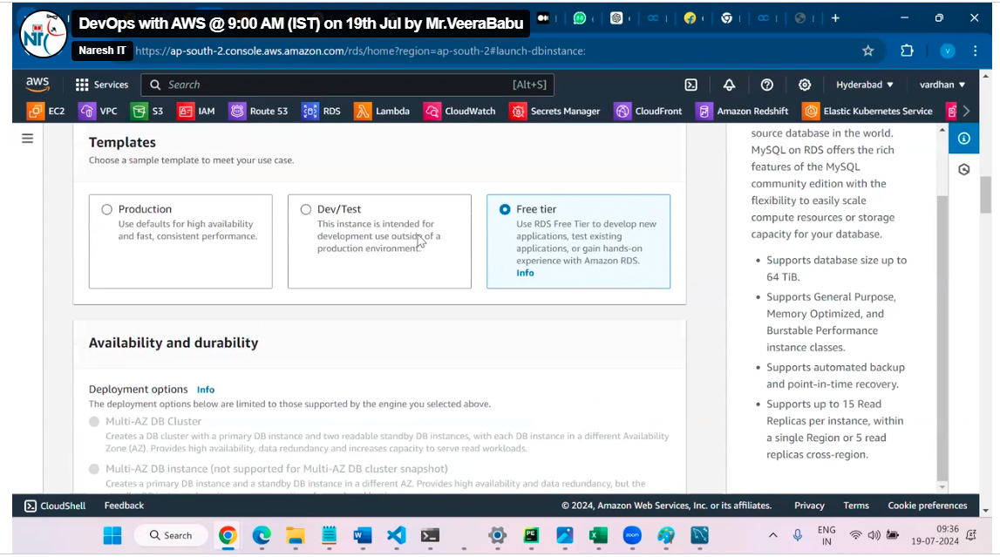 DevOps with AWS @ 9:00 AM (IST) on 19th Jul by Mr.VeeraBabu
Naresh IT
https://ap-south-2.console.aws.amazon.com/rds/home?region=ap-south-2#launch-dbinstance:
aws
Services
Search
[Alt+S]
Hyderabad
vardhan
EC2
VPC
S3
IAM
Route 53
RDS
Lambda
CloudWatch
Secrets Manager
CloudFront
Amazon Redshift
Elastic Kubernetes Service
Templates
Choose a sample template to meet your use case.
Production
Use defaults for high availability
and fast, consistent performance.
Dev/Test
This instance is intended for
development use outside of a
production environment.
Free tier
Use RDS Free Tier to develop new
applications, test existing
applications, or gain hands-on
experience with Amazon RDS.
Info
Availability and durability
Deployment options Info
The deployment options below are limited to those supported by the engine you selected above.
Multi-AZ DB Cluster
Creates a DB cluster with a primary DB instance and two readable standby DB instances, with each DB instance in a different Availability
Zone (AZ). Provides high availability, data redundancy and increases capacity to serve read workloads.
Multi-AZ DB instance (not supported for Multi-AZ DB cluster snapshot)
Creates a primary DB instance and a standby DB instance in a different AZ. Provides high availability and data redundancy, but the
source database in the world.
MySQL on RDS offers the rich
features of the MySQL
community edition with the
flexibility to easily scale
compute resources or storage
capacity for your database.
Supports database size up to
64 TiB.
Supports General Purpose,
Memory Optimized, and
Burstable Performance
instance classes.
Supports automated backup
and point-in-time recovery.
Supports up to 15 Read
Replicas per instance, within
a single Region or 5 read
replicas cross-region.
CloudShell
Feedback
© 2024, Amazon Web Services, Inc. or its affiliates.
Privacy
Terms
Cookie preferences
Search
ENG
IN
09:36
19-07-2024